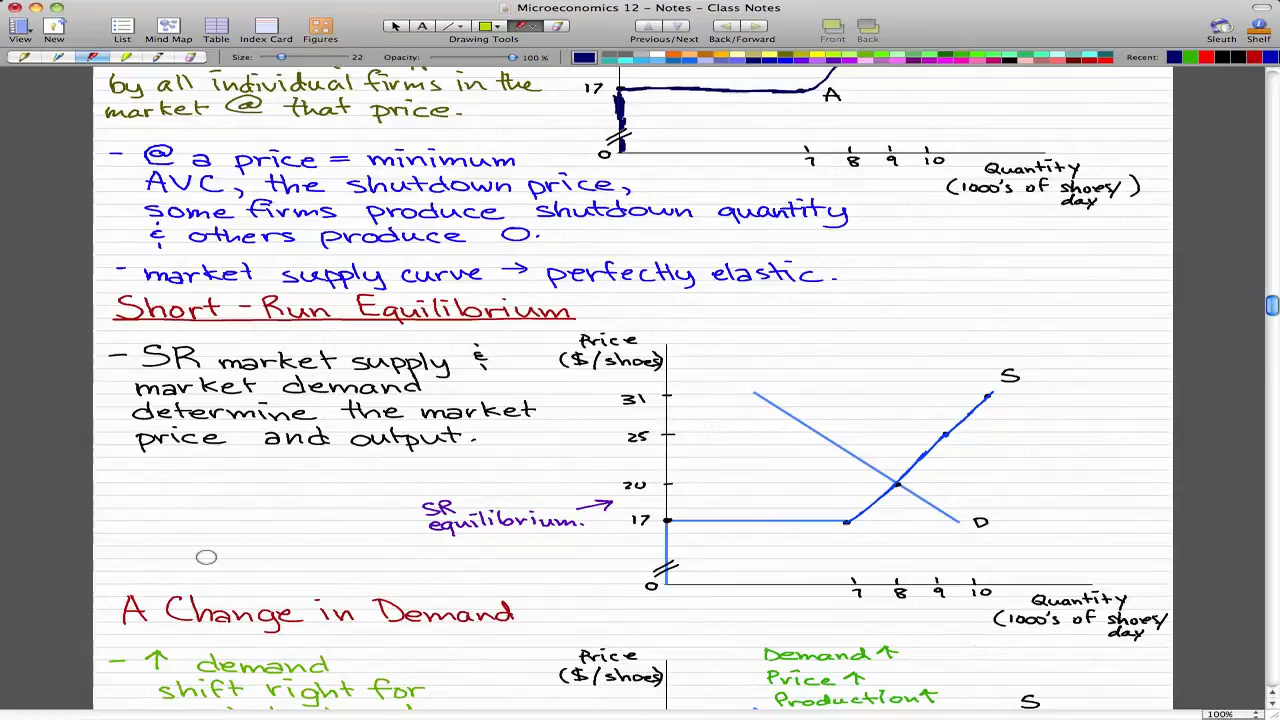 Microeconomics 12 - Class Notes
View New List Mind Map Table Index Card Figures Drawing Tools Previous/Next Back/Forward Front Back Sleuth Shelf
Size: 22 Opacity: 100 % Recent:
by all individual firms in the
market @ that price.
- @ a price = minimum
AVC, the shutdown price,
some firms produce shutdown quantity
& others produce 0.
- market supply curve → perfectly elastic.
17
A
0
7 8 9 10
Quantity
(1000's of shoes/
day)
Short-Run Equilibrium
- SR market supply &
market demand
determine the market
price and output.
SR
equilibrium. →
Price
($/shoes)
31
25
20
17
0
S
D
7 8 9 10
Quantity
(1000's of shoes/
day
A Change in Demand
- ↑ demand
shift right for
Price
($/shoes)
Demand ↑
Price ↑
Production ↑
S
100%